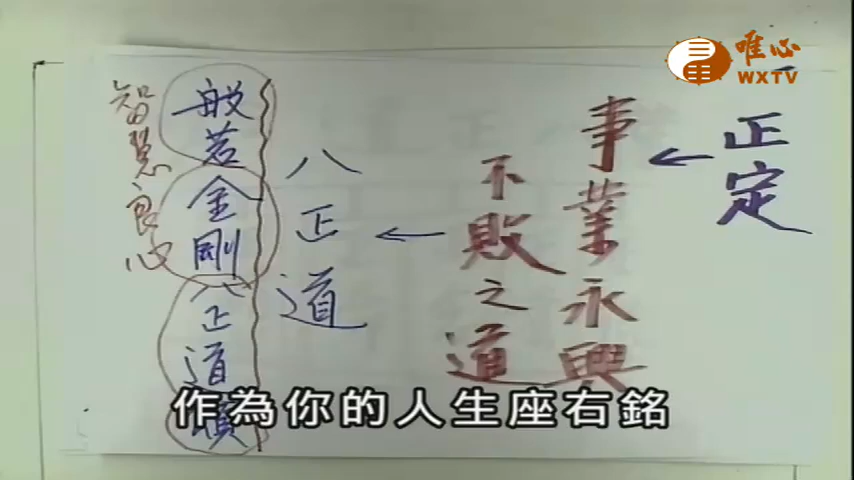 唯心
WXTV
正定
事業永興
不敗之道
八正道
般若金剛八正道
智慧良心
作為你的人生座右銘